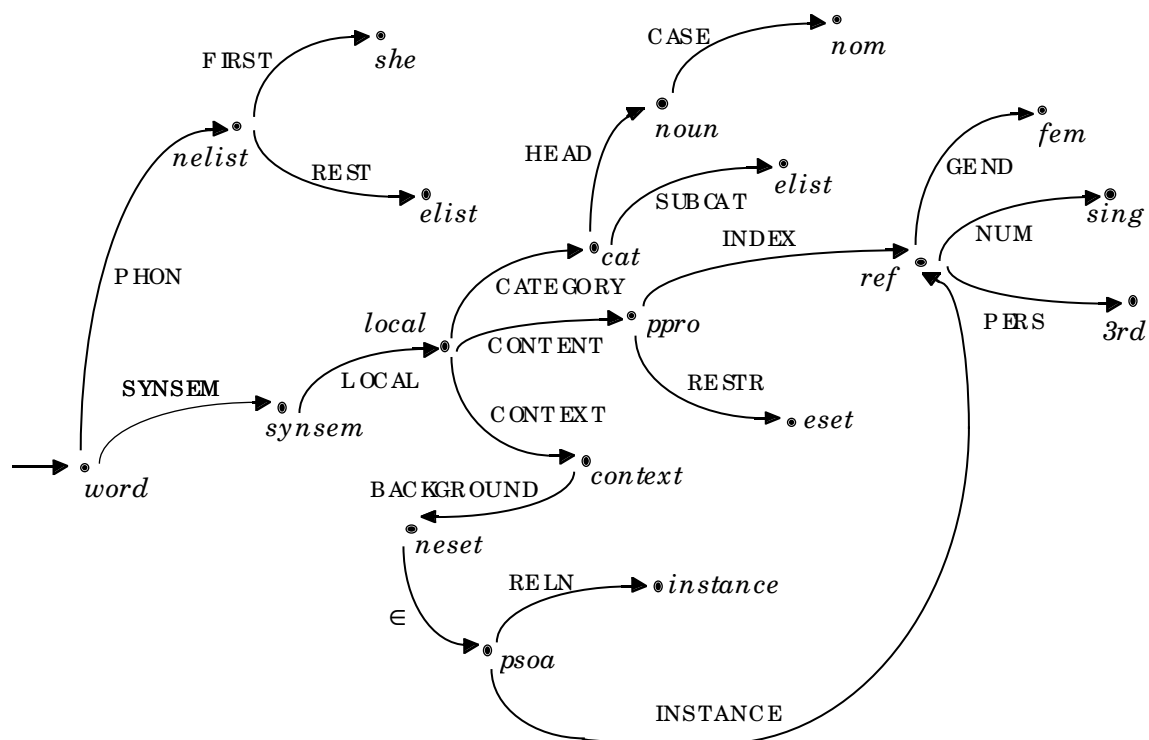 CASE
nom
FIRST
she
noun
fem
HEAD
nelist
REST
elist
GEND
SUBCAT
elist
sing
INDEX
NUM
cat
ref
PHON
CATEGORY
local
ppro
PERS
3rd
CONTENT
LOCAL
SYNSEM
RESTR
CONTEXT
eset
synsem
word
context
BACKGROUND
neset
RELN
instance
∈
psoa
INSTANCE